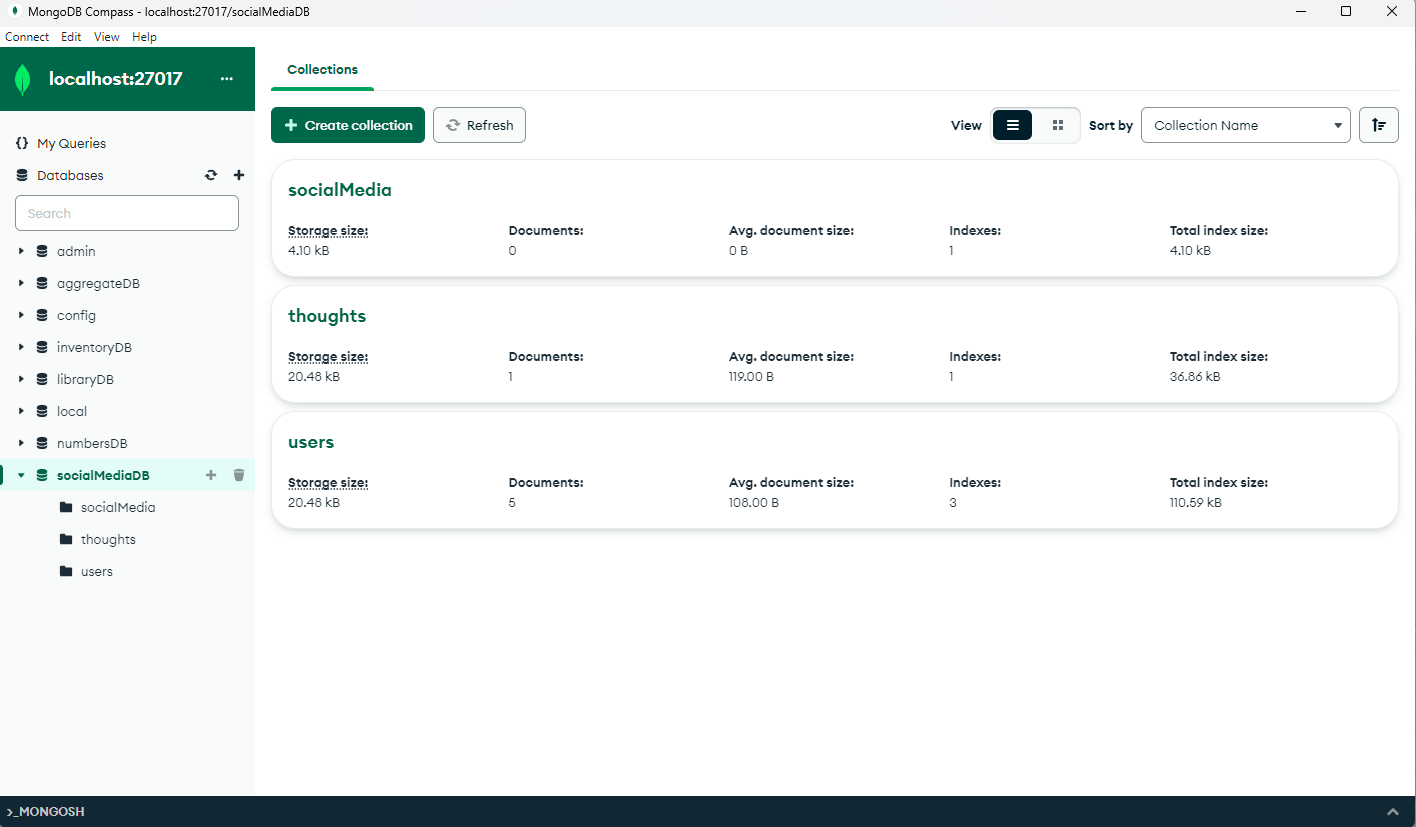 MongoDB Compass - localhost:27017/socialMediaDB
Connect Edit View Help
localhost:27017 ...
{} My Queries
Databases
Search
admin
aggregateDB
config
inventoryDB
libraryDB
local
numbersDB
socialMediaDB
socialMedia
thoughts
users
Collections
+ Create collection Refresh View Sort by Collection Name
socialMedia
Storage size: Documents: Avg. document size: Indexes: Total index size:
4.10 kB 0 0 B 1 4.10 kB
thoughts
Storage size: Documents: Avg. document size: Indexes: Total index size:
20.48 kB 1 119.00 B 1 36.86 kB
users
Storage size: Documents: Avg. document size: Indexes: Total index size:
20.48 kB 5 108.00 B 3 110.59 kB
>_MONGOSH